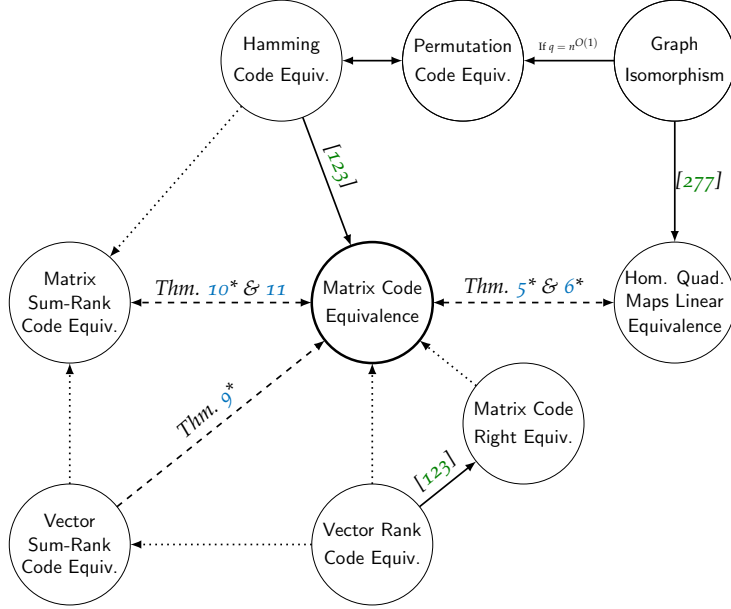 Hamming
Code Equiv.
Permutation
Code Equiv.
If q = n^O(1)
Graph
Isomorphism
[123]
[277]
Matrix
Sum-Rank
Code Equiv.
Thm. 10* & 11
Matrix Code
Equivalence
Thm. 5* & 6*
Hom. Quad.
Maps Linear
Equivalence
Thm. 9*
Matrix Code
Right Equiv.
[123]
Vector
Sum-Rank
Code Equiv.
Vector Rank
Code Equiv.